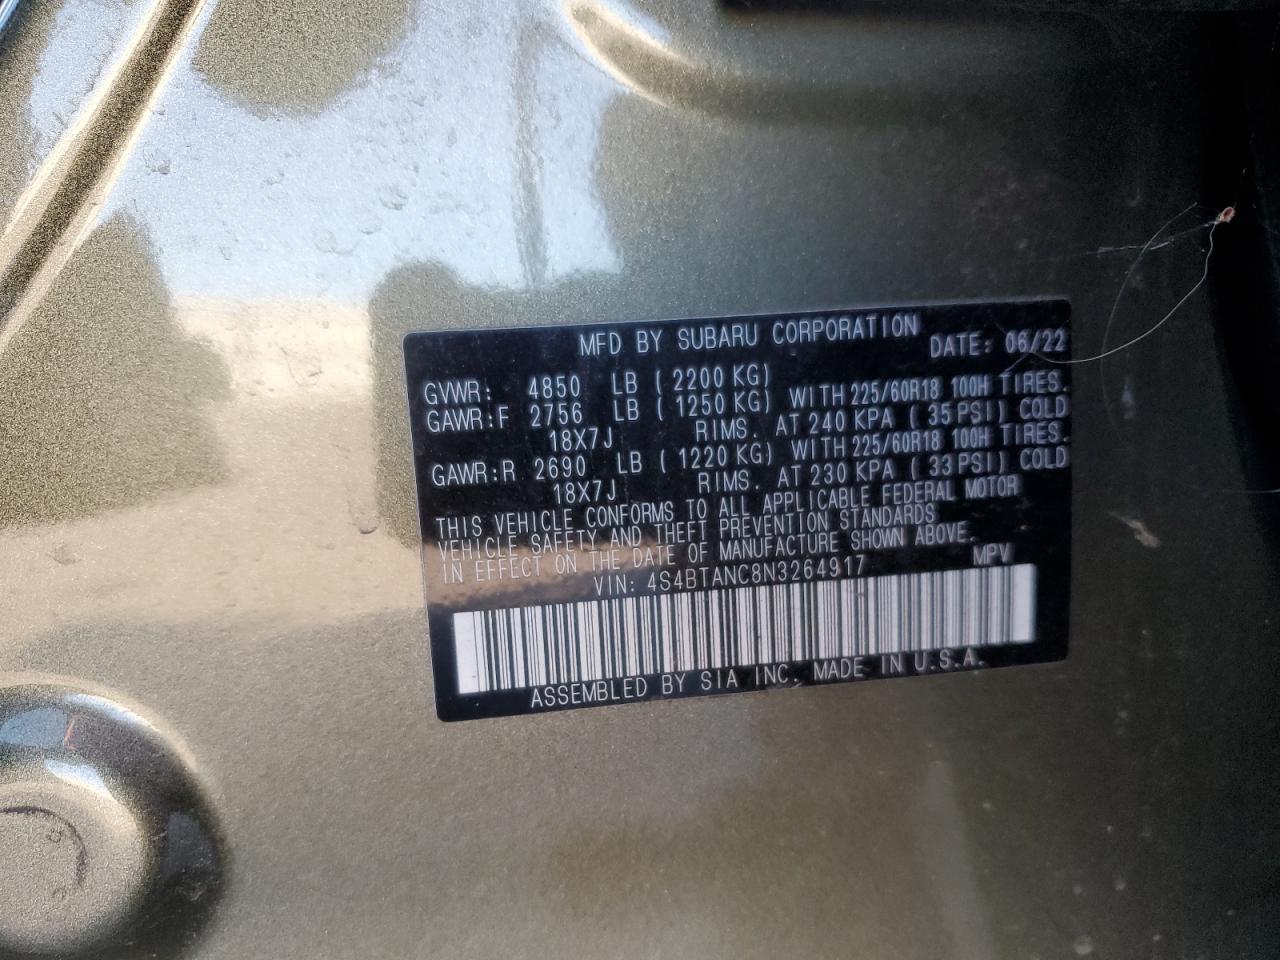 MFD BY SUBARU CORPORATION DATE: 06/22
GVWR: 4850 LB (2200 KG)
GAWR:F 2756 LB (1250 KG) WITH 225/60R18 100H TIRES.
18X7J RIMS. AT 240 KPA (35 PSI) COLD
GAWR:R 2690 LB (1220 KG) WITH 225/60R18 100H TIRES.
18X7J RIMS. AT 230 KPA (33 PSI) COLD
THIS VEHICLE CONFORMS TO ALL APPLICABLE FEDERAL MOTOR
VEHICLE SAFETY AND THEFT PREVENTION STANDARDS
IN EFFECT ON THE DATE OF MANUFACTURE SHOWN ABOVE.
VIN: 4S4BTANC8N3264917 MPV
ASSEMBLED BY SIA INC. MADE IN U.S.A.